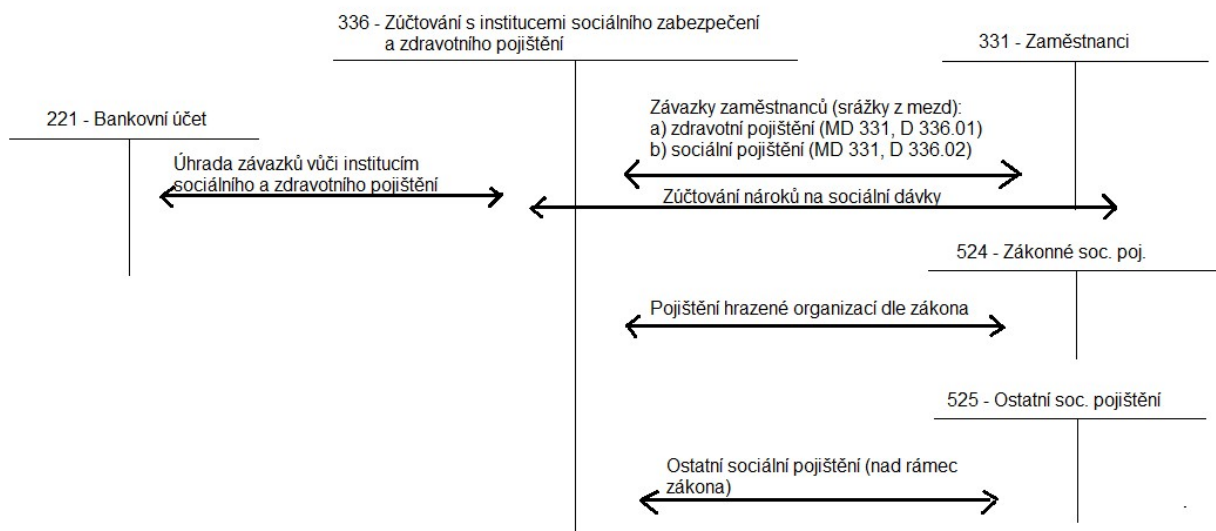 336 - Zúčtování s institucemi sociálního zabezpečení
a zdravotního pojištění
331 - Zaměstnanci
221 - Bankovní účet
Závazky zaměstnanců (srážky z mezd):
a) zdravotní pojištění (MD 331, D 336.01)
b) sociální pojištění (MD 331, D 336.02)
Úhrada závazků vůči institucím
sociálního a zdravotního pojištění
Zúčtování nároků na sociální dávky
524 - Zákonné soc. poj.
Pojištění hrazené organizací dle zákona
525 - Ostatní soc. pojištění
Ostatní sociální pojištění (nad rámec
zákona)